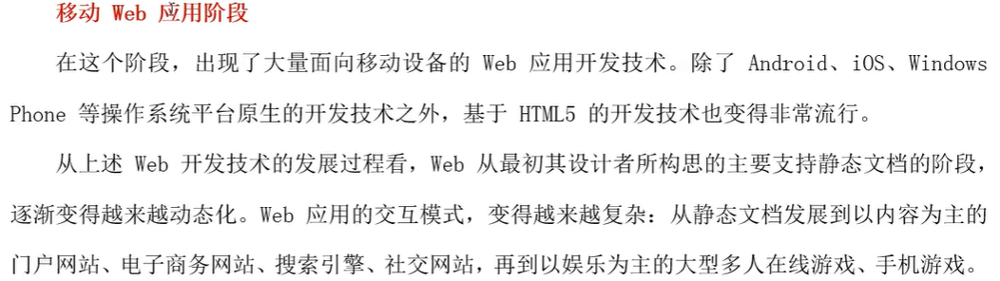 移动 Web 应用阶段
在这个阶段，出现了大量面向移动设备的 Web 应用开发技术。除了 Android、iOS、Windows
Phone 等操作系统平台原生的开发技术之外，基于 HTML5 的开发技术也变得非常流行。
从上述 Web 开发技术的发展过程看，Web 从最初其设计者所构思的主要支持静态文档的阶段，
逐渐变得越来越动态化。Web 应用的交互模式，变得越来越复杂：从静态文档发展到以内容为主的
门户网站、电子商务网站、搜索引擎、社交网站，再到以娱乐为主的大型多人在线游戏、手机游戏。